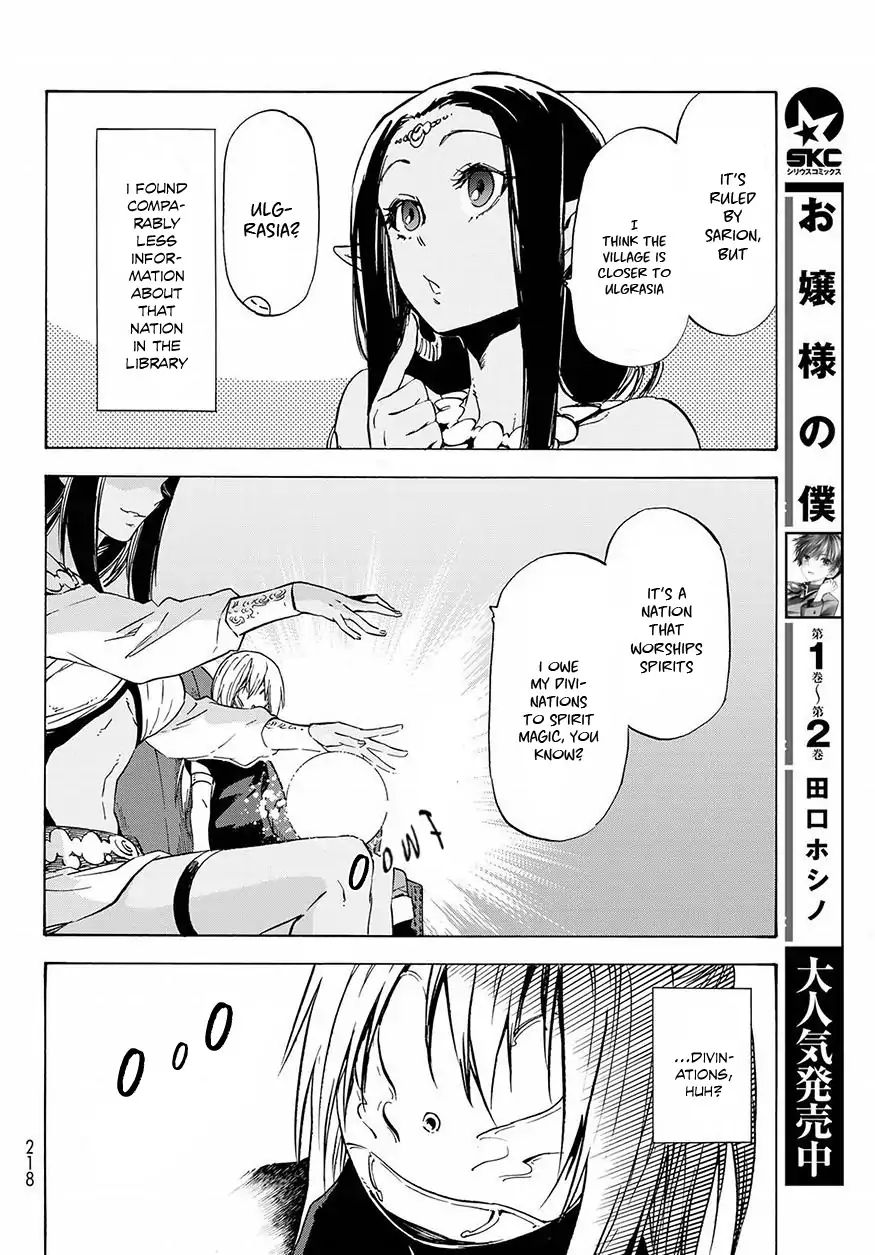 IT'S
RULED
BY
SARION,
BUT
I
THINK THE
VILLAGE IS
CLOSER TO
ULGRASIA
ULG-
RASIA?
I FOUND
COMPA-
RABLY
LESS
INFOR-
MATION
ABOUT
THAT
NATION
IN THE
LIBRARY
IT'S A
NATION
THAT
WORSHIPS
SPIRITS
I OWE
MY DIVI-
NATIONS
TO SPIRIT
MAGIC, YOU
KNOW?
...DIVIN-
ATIONS,
HUH?
218
SKC
シリウスコミックス
お嬢様の僕
第1巻～第2巻
田口ホシノ
大人気発売中